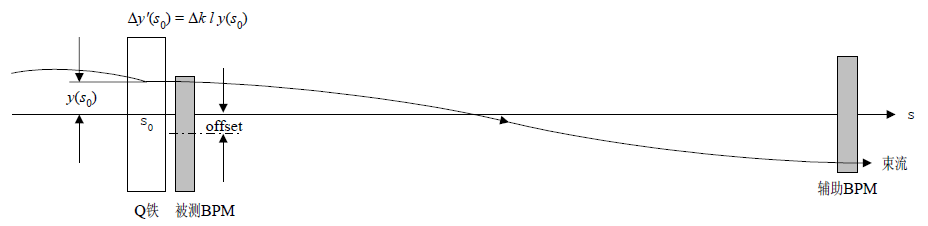 Δy′(s₀) = Δk l y(s₀)
y(s₀)
s₀
offset
s
束流
辅助BPM
Q铁
被测BPM